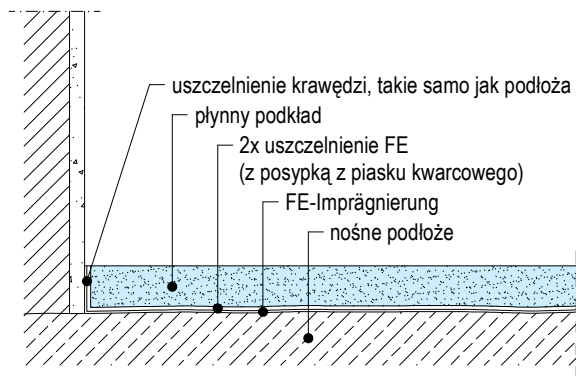 uszczelnienie krawędzi, takie samo jak podłoża
płynny podkład
2x uszczelnienie FE
(z posypką z piasku kwarcowego)
FE-Imprägnierung
nośne podłoże